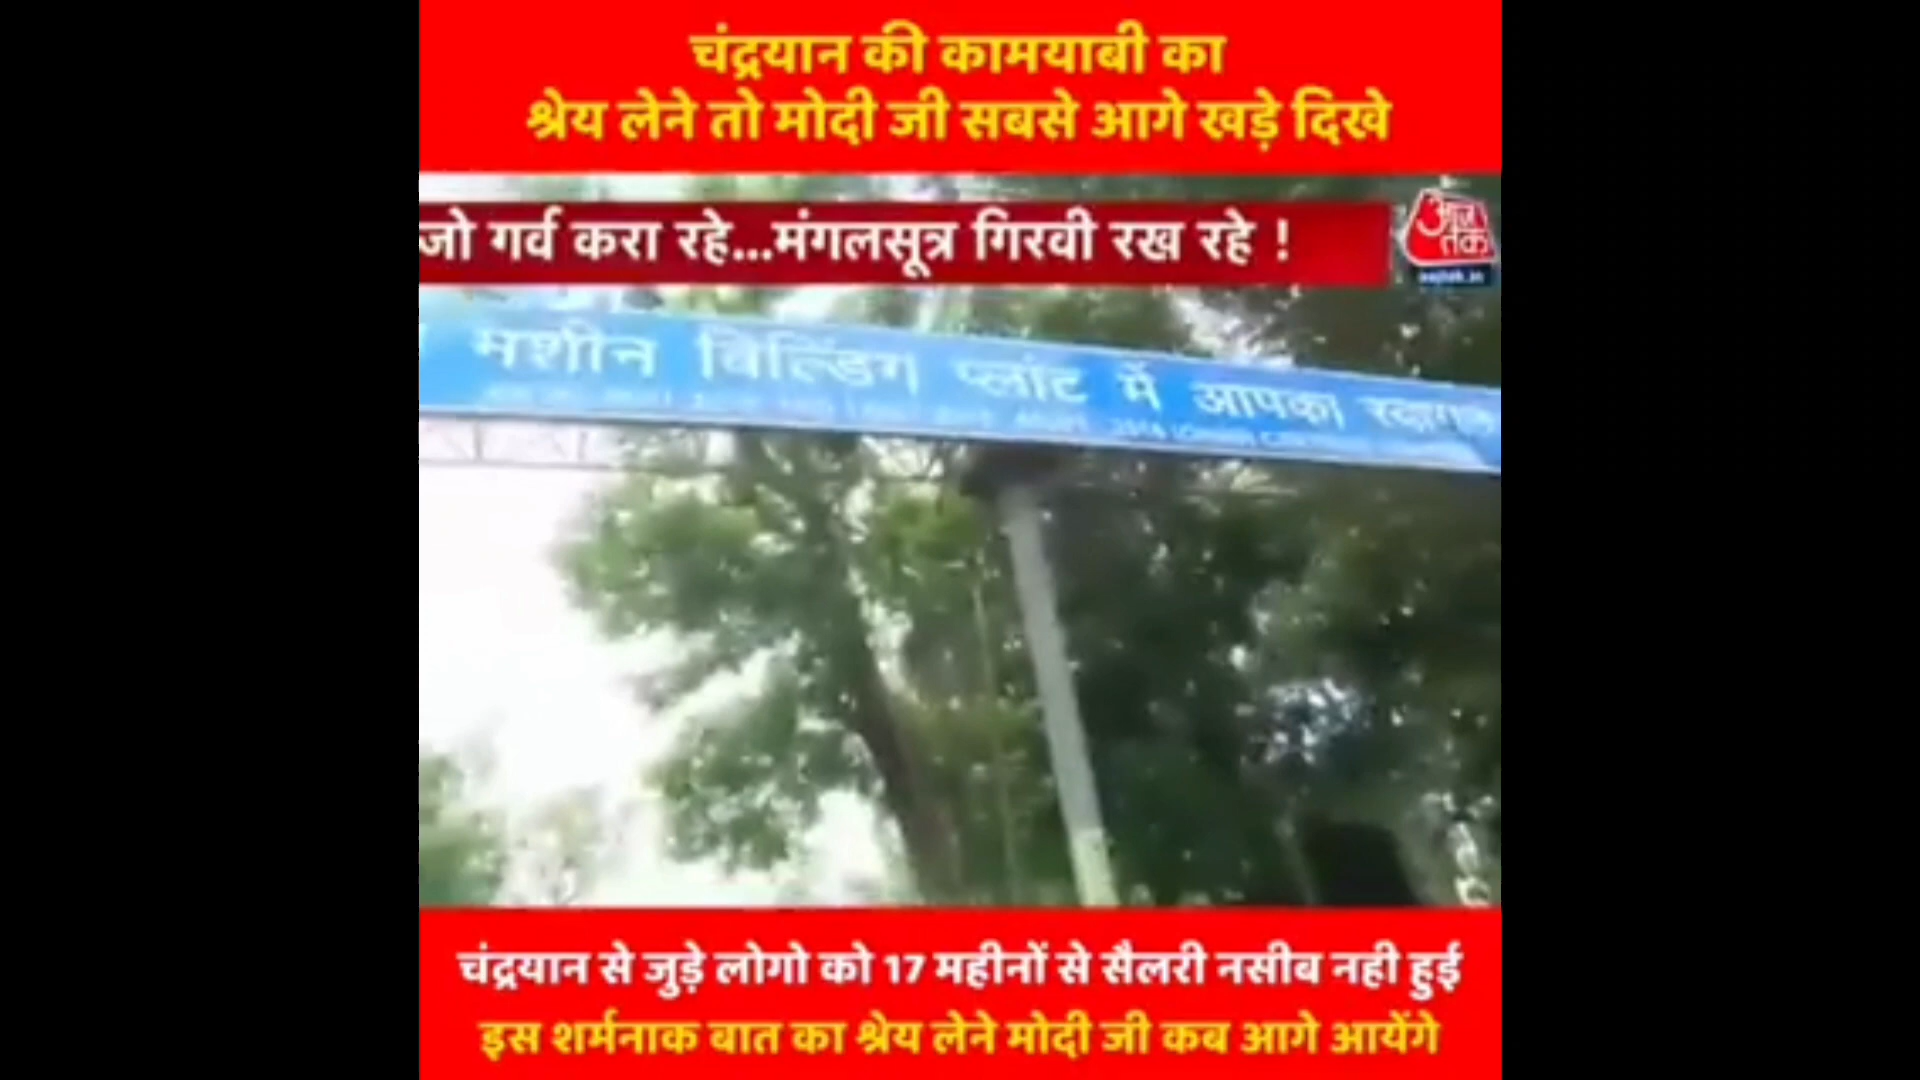 चंद्रयान की कामयाबी का
श्रेय लेने तो मोदी जी सबसे आगे खड़े दिखे
जो गर्व करा रहे...मंगलसूत्र गिरवी रख रहे !
आज तक
मशीन बिल्डिंग प्लांट में आपका स्वागत
चंद्रयान से जुड़े लोगो को 17 महीनों से सैलरी नसीब नही हुई
इस शर्मनाक बात का श्रेय लेने मोदी जी कब आगे आयेंगे